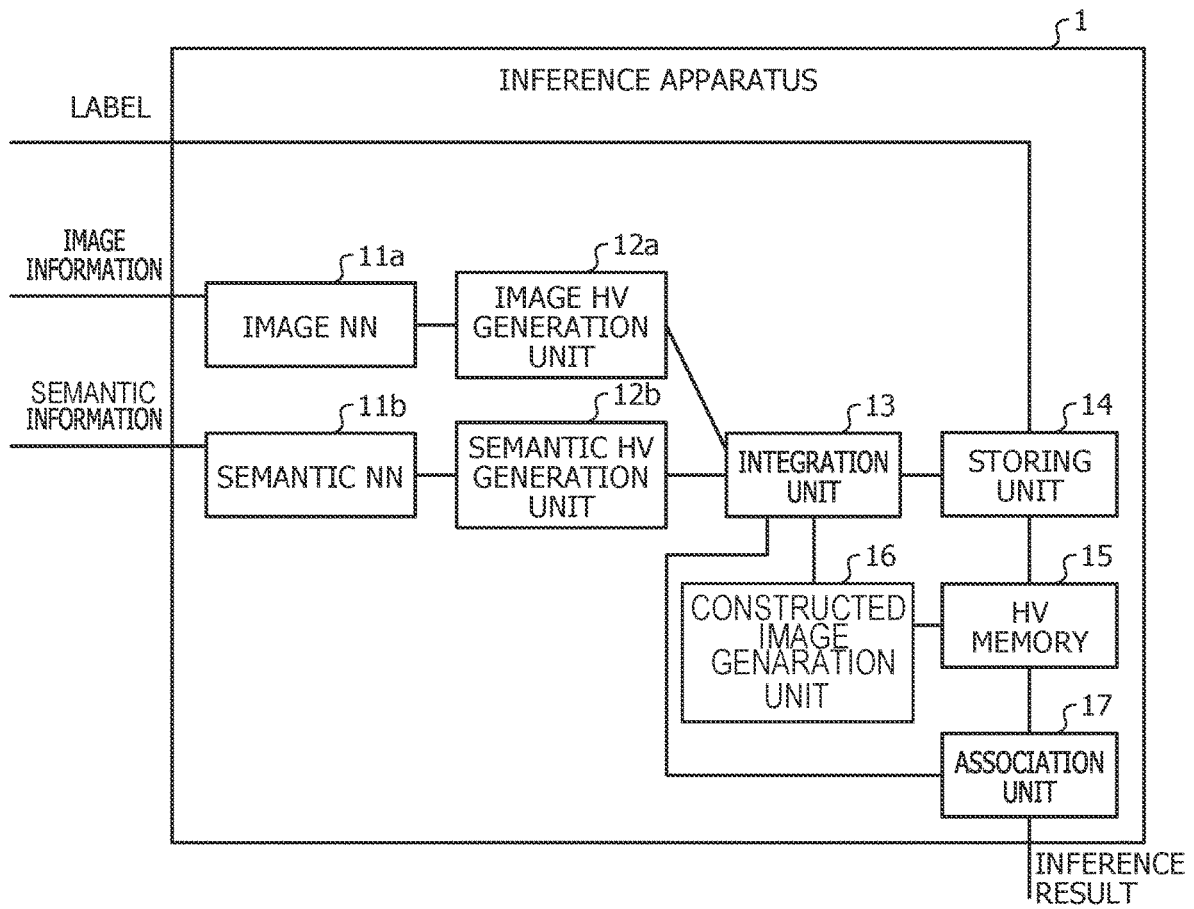 1
INFERENCE APPARATUS
LABEL
IMAGE
INFORMATION
11a
IMAGE NN
12a
IMAGE HV
GENERATION
UNIT
SEMANTIC
INFORMATION
11b
SEMANTIC NN
12b
SEMANTIC HV
GENERATION
UNIT
13
INTEGRATION
UNIT
14
STORING
UNIT
16
CONSTRUCTED
IMAGE
GENARATION
UNIT
15
HV
MEMORY
17
ASSOCIATION
UNIT
INFERENCE
RESULT